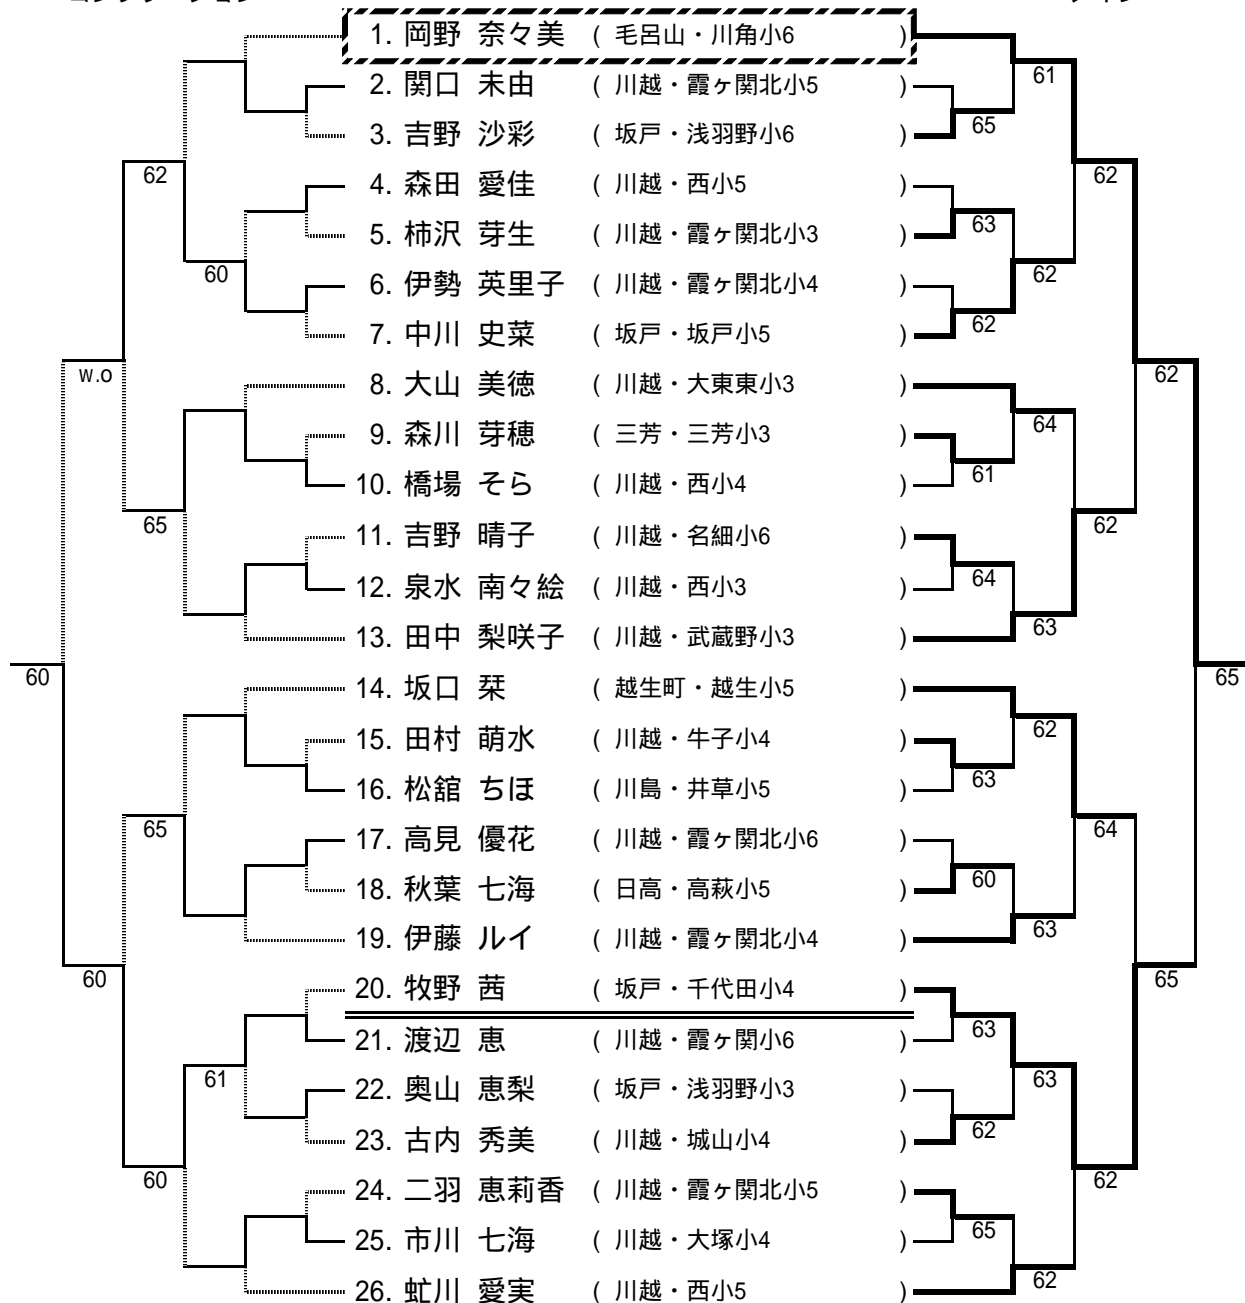 1. 岡野 奈々美 ( 毛呂山・川角小6 )
61
2. 関口 未由 ( 川越・霞ヶ関北小5 )
65
3. 吉野 沙彩 ( 坂戸・浅羽野小6 )
62
4. 森田 愛佳 ( 川越・西小5 )
62
5. 柿沢 芽生 ( 川越・霞ヶ関北小3 )
63
60
6. 伊勢 英里子 ( 川越・霞ヶ関北小4 )
62
7. 中川 史菜 ( 坂戸・坂戸小5 )
62
w.o
8. 大山 美徳 ( 川越・大東東小3 )
62
9. 森川 芽穂 ( 三芳・三芳小3 )
64
10. 橋場 そら ( 川越・西小4 )
61
65
11. 吉野 晴子 ( 川越・名細小6 )
62
12. 泉水 南々絵 ( 川越・西小3 )
64
13. 田中 梨咲子 ( 川越・武蔵野小3 )
63
60
14. 坂口 栞 ( 越生町・越生小5 )
65
15. 田村 萌水 ( 川越・牛子小4 )
62
16. 松舘 ちほ ( 川島・井草小5 )
63
65
17. 高見 優花 ( 川越・霞ヶ関北小6 )
64
18. 秋葉 七海 ( 日高・高萩小5 )
60
19. 伊藤 ルイ ( 川越・霞ヶ関北小4 )
63
60
20. 牧野 茜 ( 坂戸・千代田小4 )
65
21. 渡辺 恵 ( 川越・霞ヶ関小6 )
63
61
22. 奥山 恵梨 ( 坂戸・浅羽野小3 )
63
23. 古内 秀美 ( 川越・城山小4 )
62
60
24. 二羽 恵莉香 ( 川越・霞ヶ関北小5 )
62
25. 市川 七海 ( 川越・大塚小4 )
65
26. 虻川 愛実 ( 川越・西小5 )
62